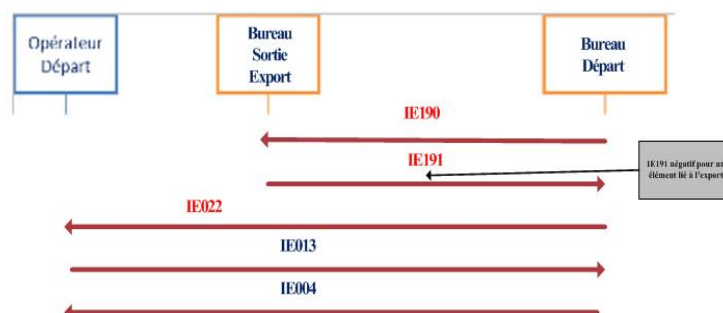 Opérateur
Départ
Bureau
Sortie
Export
Bureau
Départ
IE190
IE191
IE191 négatif pour un
élément lié à l'export
IE022
IE013
IE004